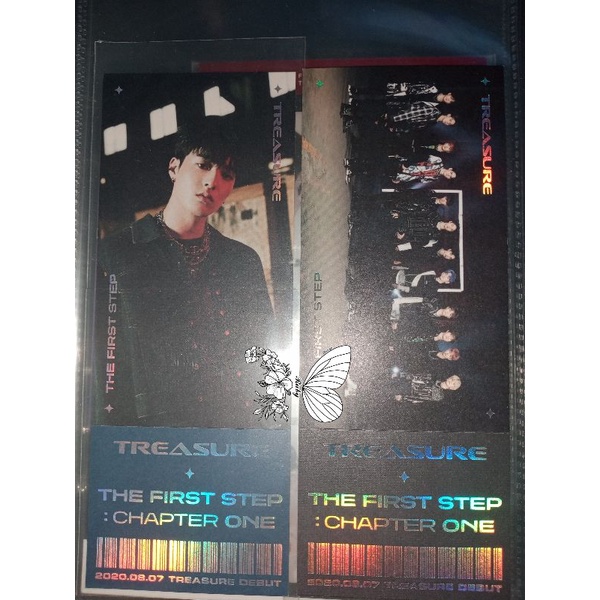 TREASURE
THE FIRST STEP
TREASURE
THE FIRST STEP
: CHAPTER ONE
2020.08.07 TREASURE DEBUT
TREASURE
STEP
TREASURE
THE FIRST STEP
: CHAPTER ONE
2020.08.07 TREASURE DEBUT